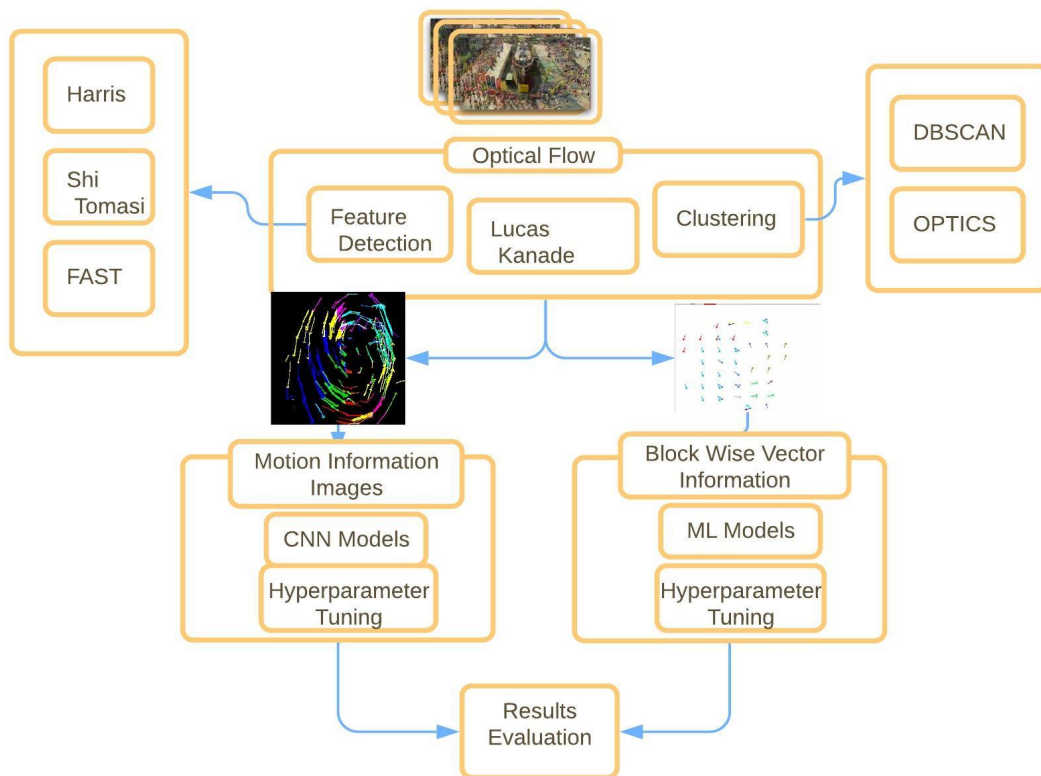 Harris
Shi
Tomasi
FAST
Optical Flow
Feature
Detection
Lucas
Kanade
Clustering
DBSCAN
OPTICS
Motion Information
Images
CNN Models
Hyperparameter
Tuning
Block Wise Vector
Information
ML Models
Hyperparameter
Tuning
Results
Evaluation